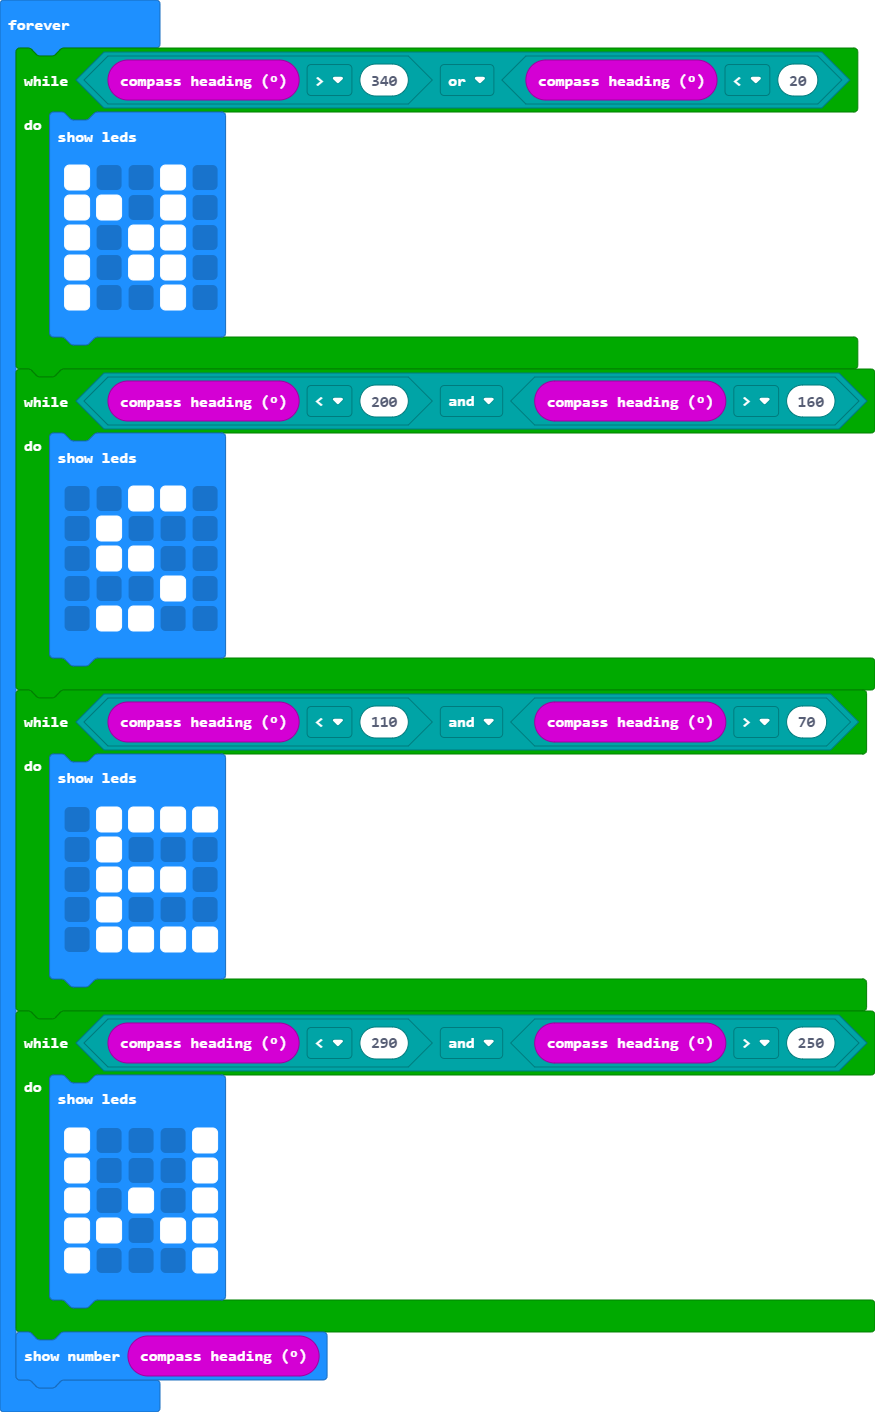 forever
while compass heading (º) > 340 or compass heading (º) < 20
do
show leds
while compass heading (º) < 200 and compass heading (º) > 160
do
show leds
while compass heading (º) < 110 and compass heading (º) > 70
do
show leds
while compass heading (º) < 290 and compass heading (º) > 250
do
show leds
show number compass heading (º)